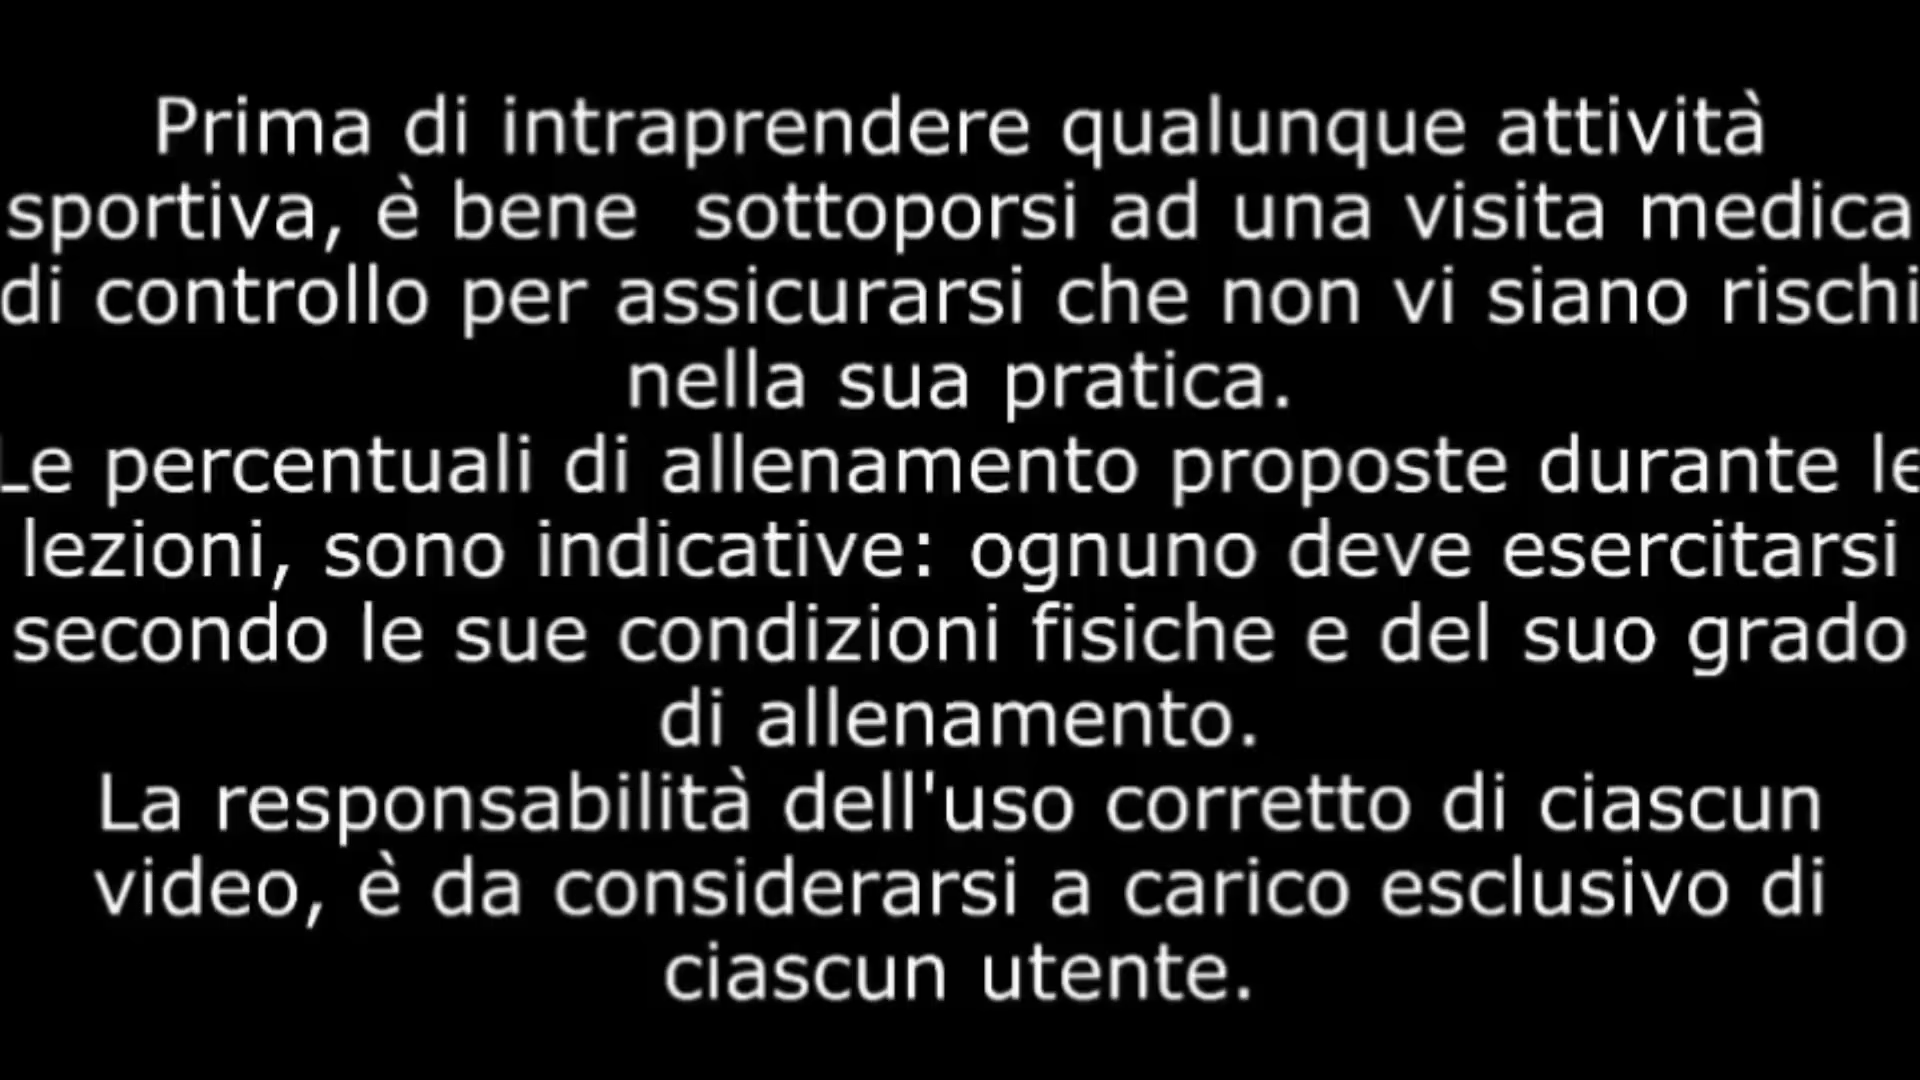 Prima di intraprendere qualunque attività
sportiva, è bene  sottoporsi ad una visita medica
di controllo per assicurarsi che non vi siano rischi
nella sua pratica.
Le percentuali di allenamento proposte durante le
lezioni, sono indicative: ognuno deve esercitarsi
secondo le sue condizioni fisiche e del suo grado
di allenamento.
La responsabilità dell'uso corretto di ciascun
video, è da considerarsi a carico esclusivo di
ciascun utente.